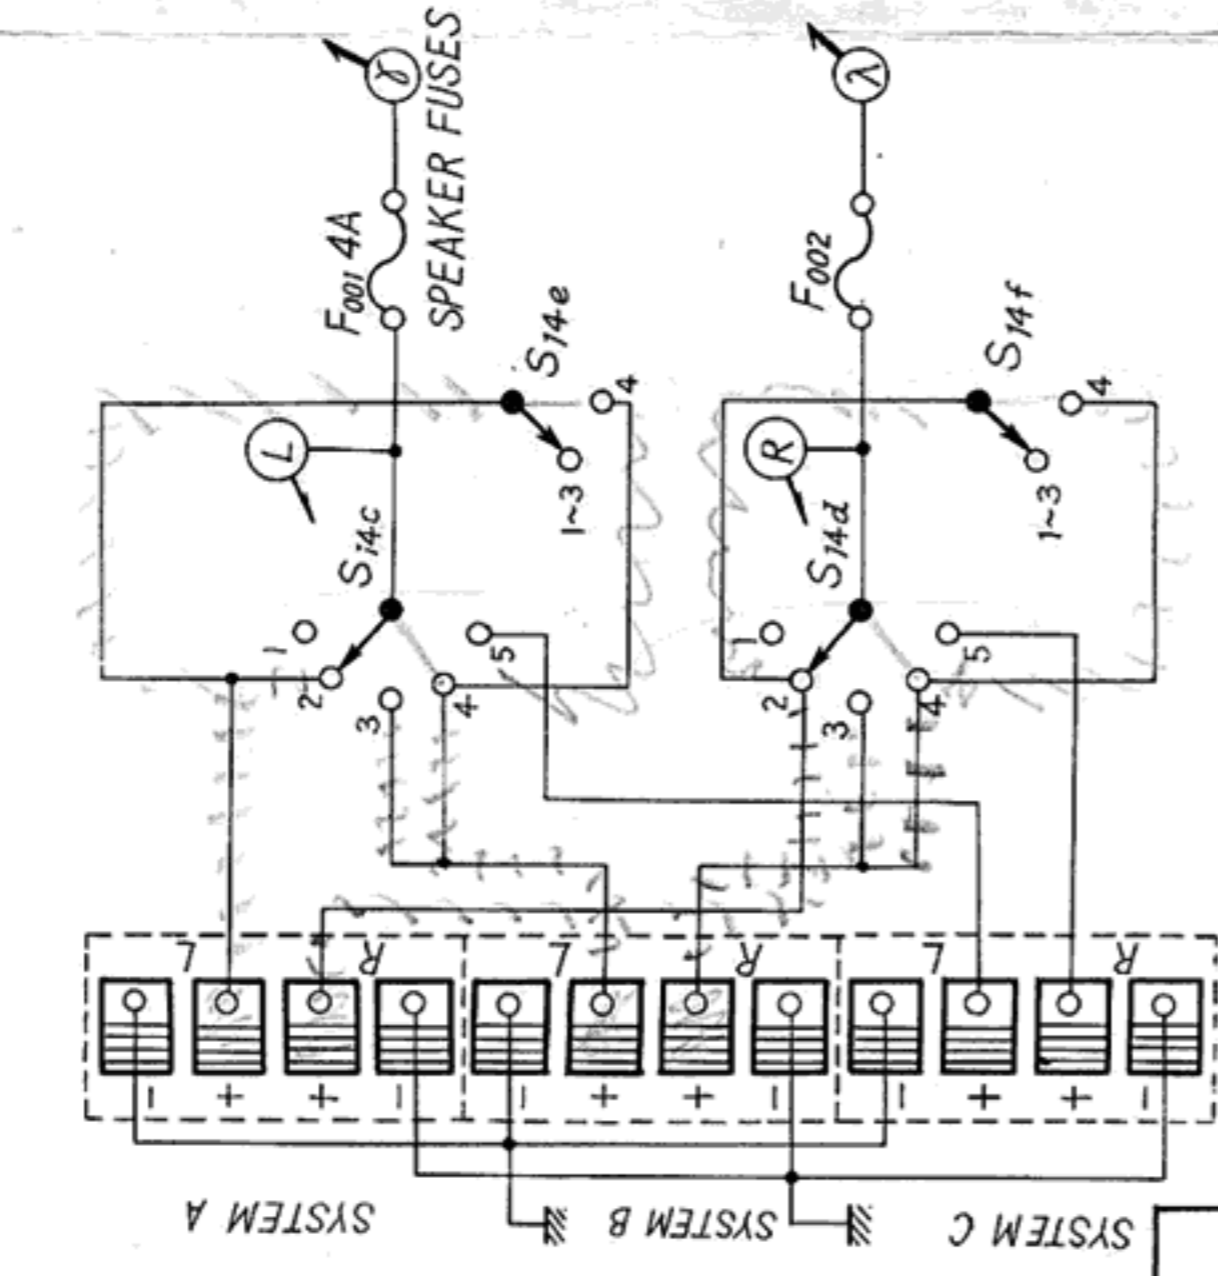 γ
λ
SPEAKER FUSES
F001 4A
F002
S14e
S14f
4
4
L
R
1~3
1~3
S14c
S14d
1
2
3
4
5
1
2
3
4
5
L
R
L
R
L
R
− + + − − + + − − + + −
SYSTEM A
SYSTEM B
SYSTEM C